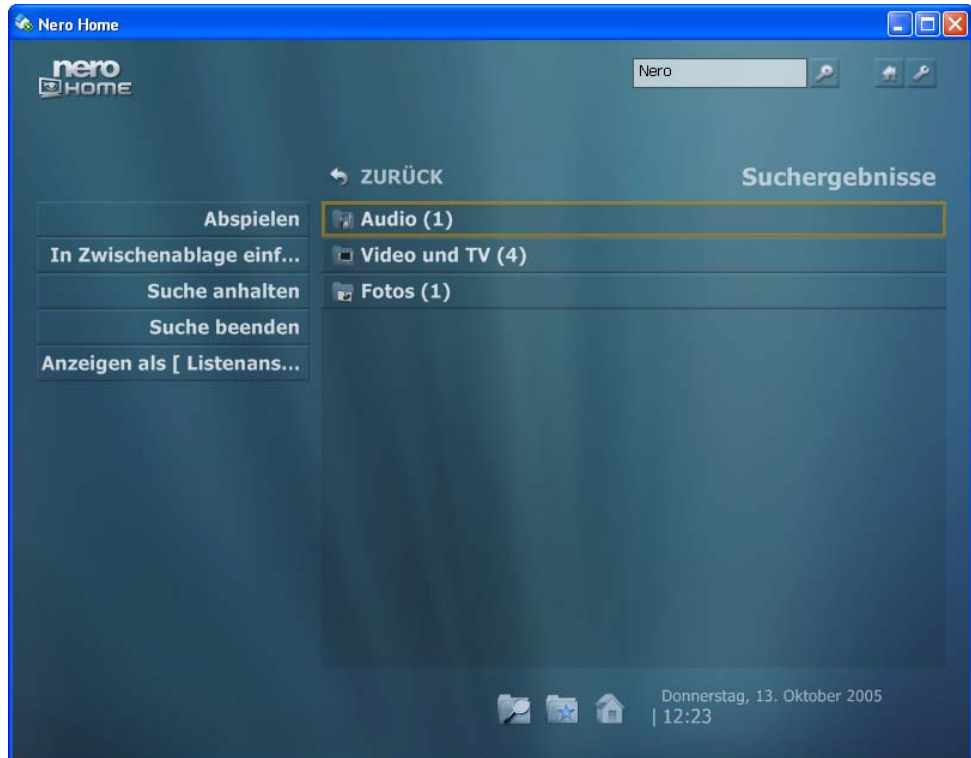 Nero Home
nero
HOME
Nero
ZURÜCK
Suchergebnisse
Abspielen
In Zwischenablage einf...
Suche anhalten
Suche beenden
Anzeigen als [ Listenans...
Audio (1)
Video und TV (4)
Fotos (1)
Donnerstag, 13. Oktober 2005
| 12:23